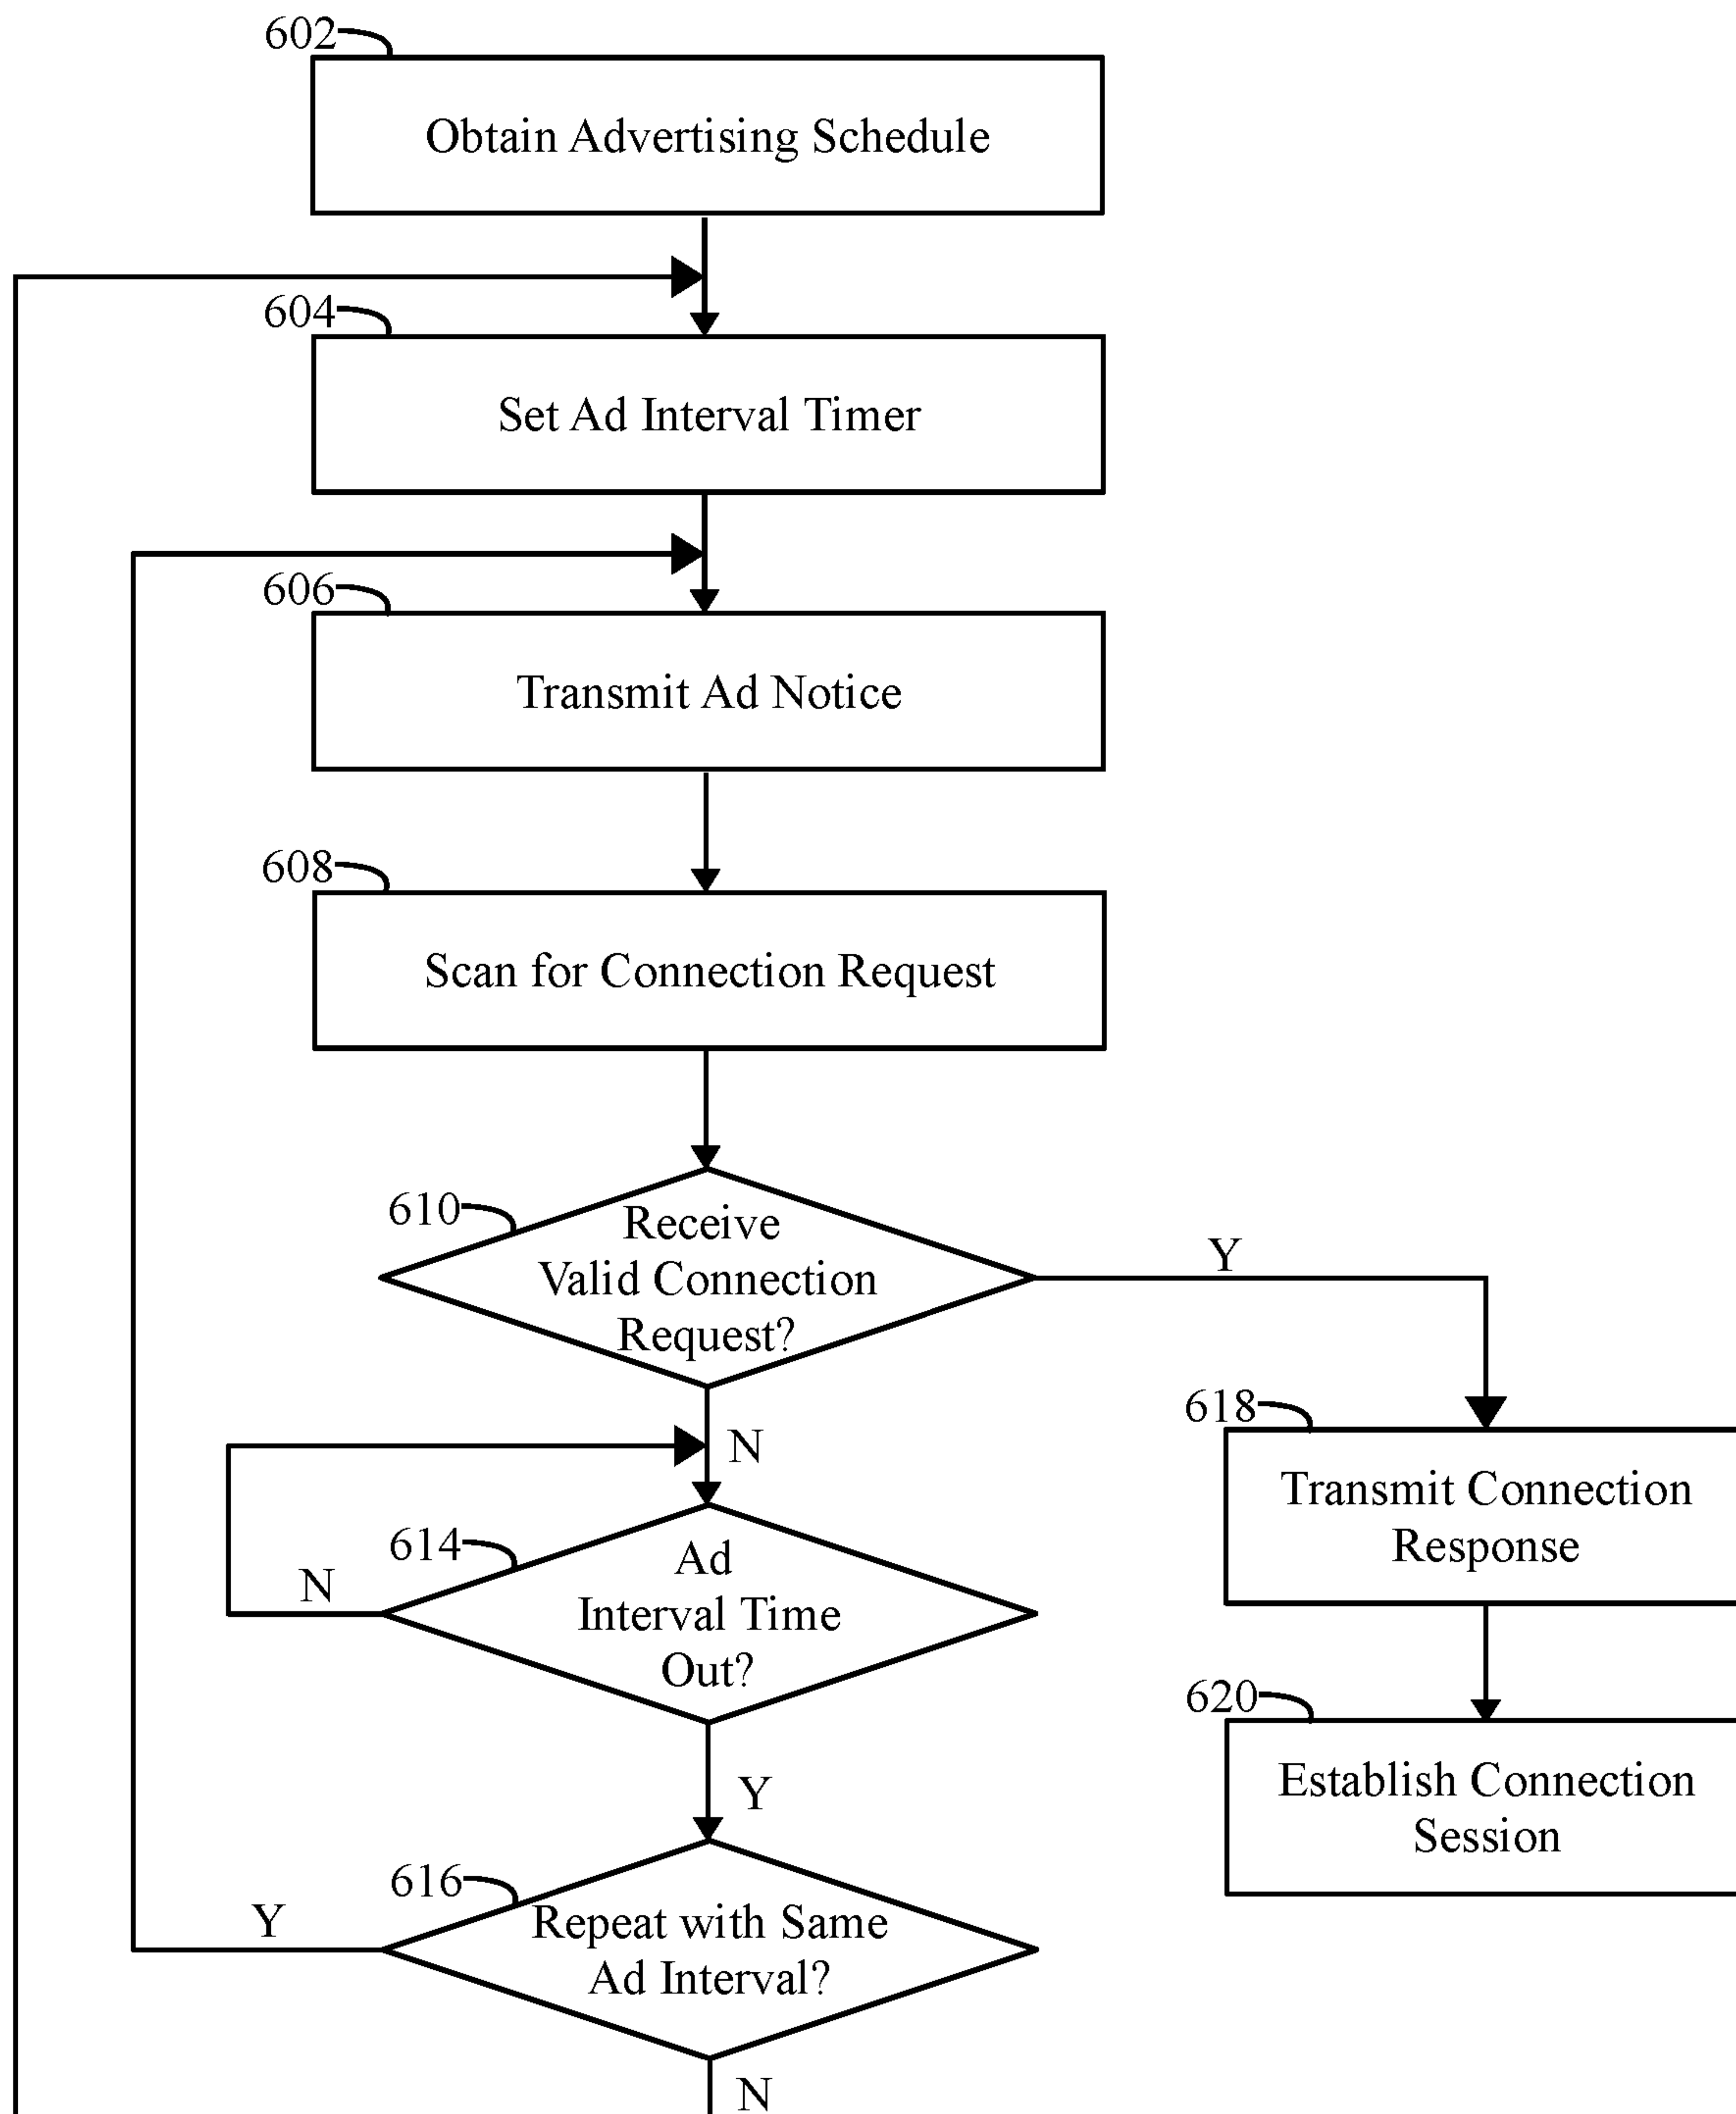 602
Obtain Advertising Schedule
604
Set Ad Interval Timer
606
Transmit Ad Notice
608
Scan for Connection Request
610
Receive
Valid Connection
Request?
Y
N
618
Transmit Connection
Response
614
Ad
Interval Time
Out?
N
Y
620
Establish Connection
Session
616
Repeat with Same
Ad Interval?
Y
N